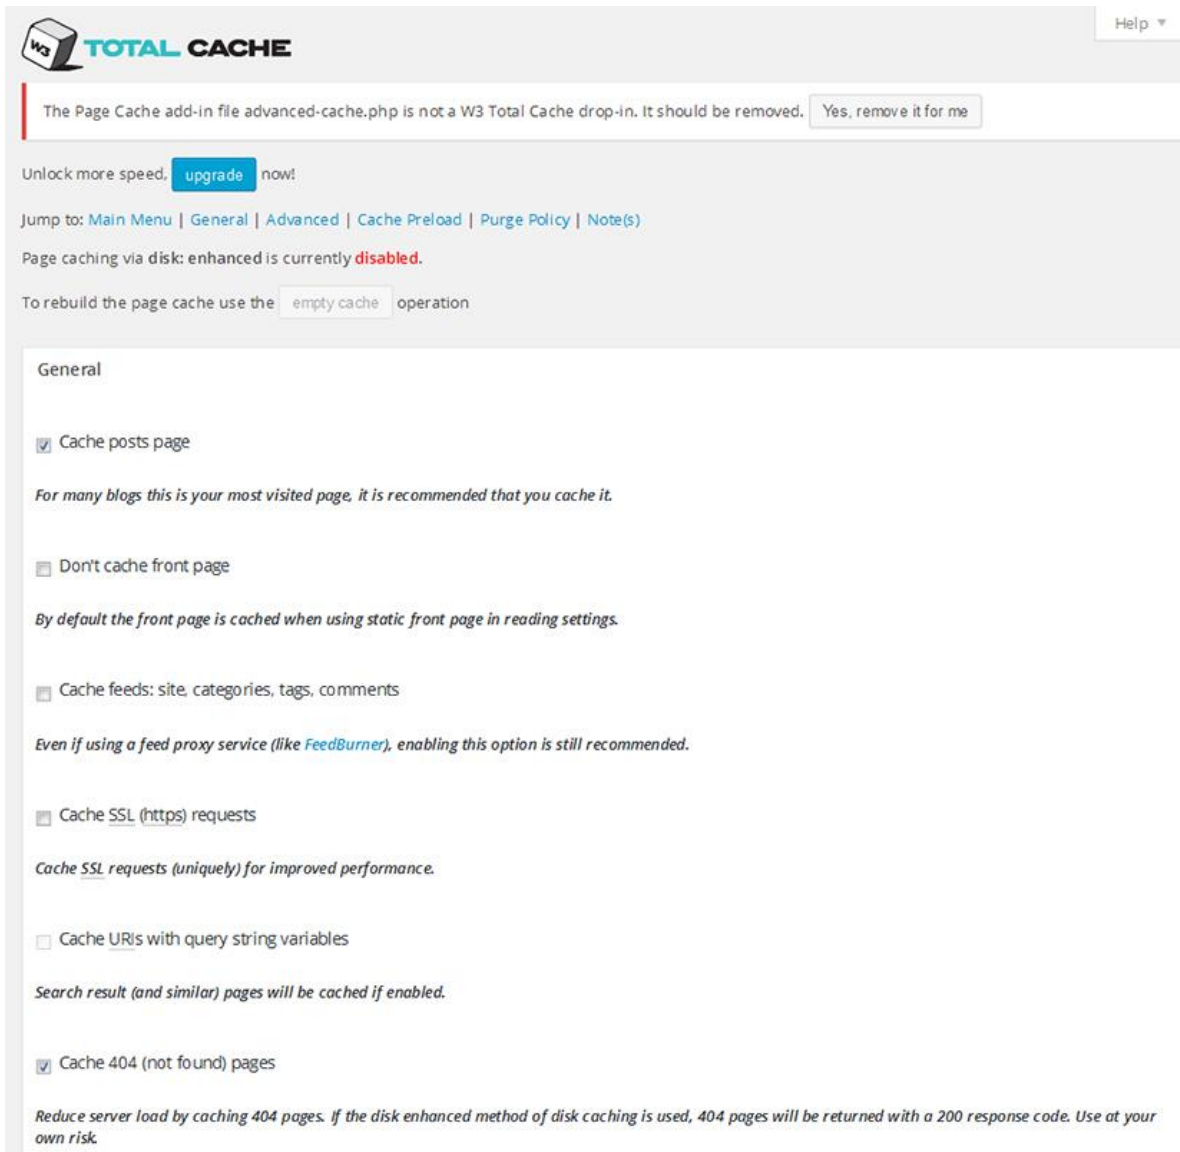 Help
W3 TOTAL CACHE
The Page Cache add-in file advanced-cache.php is not a W3 Total Cache drop-in. It should be removed. Yes, remove it for me
Unlock more speed, upgrade now!
Jump to: Main Menu | General | Advanced | Cache Preload | Purge Policy | Note(s)
Page caching via disk: enhanced is currently disabled.
To rebuild the page cache use the empty cache operation
General
Cache posts page
For many blogs this is your most visited page, it is recommended that you cache it.
Don't cache front page
By default the front page is cached when using static front page in reading settings.
Cache feeds: site, categories, tags, comments
Even if using a feed proxy service (like FeedBurner), enabling this option is still recommended.
Cache SSL (https) requests
Cache SSL requests (uniquely) for improved performance.
Cache URIs with query string variables
Search result (and similar) pages will be cached if enabled.
Cache 404 (not found) pages
Reduce server load by caching 404 pages. If the disk enhanced method of disk caching is used, 404 pages will be returned with a 200 response code. Use at your
own risk.